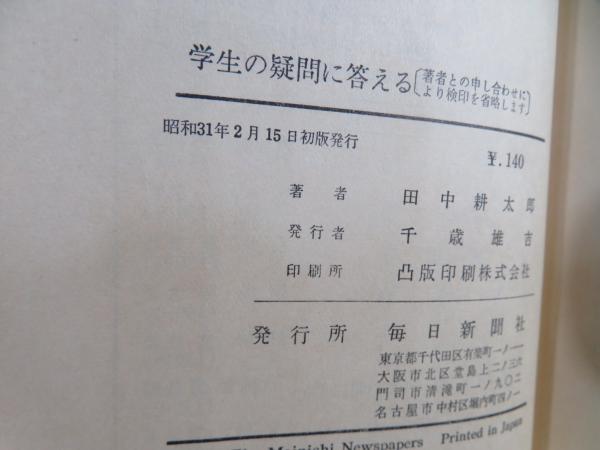 学生の疑問に答える〔著者との申し合わせにより検印を省略します〕
昭和31年2月15日初版発行
￥.140
著者 田中耕太郎
発行者 千歳雄吉
印刷所 凸版印刷株式会社
発行所 毎日新聞社
東京都千代田区有楽町一ノ一一
大阪市北区堂島上二ノ三六
門司市清滝町一ノ九〇二
名古屋市中村区堀内町四ノ一
The Mainichi Newspapers Printed in Japan